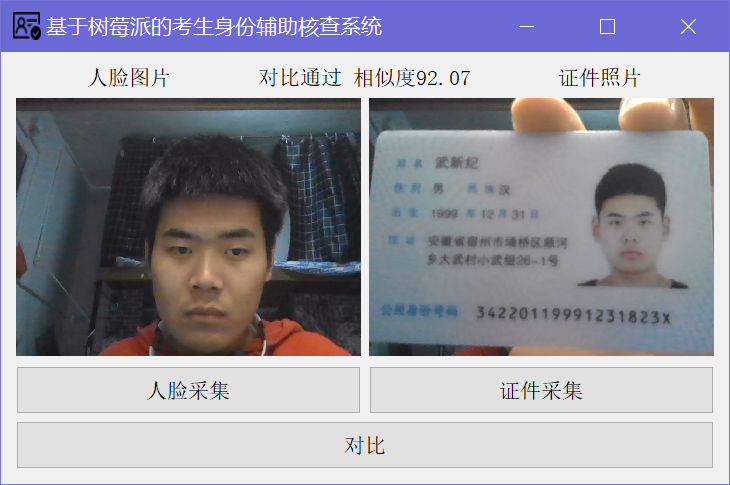 基于树莓派的考生身份辅助核查系统
人脸图片 对比通过 相似度92.07 证件照片
姓名 武新纪
性别 男 民族 汉
出生 1999 年 12 月 31 日
住址 安徽省宿州市埇桥区顺河
乡大武村小武组26-1号
公民身份号码 34220119991231823X
人脸采集 证件采集
对比